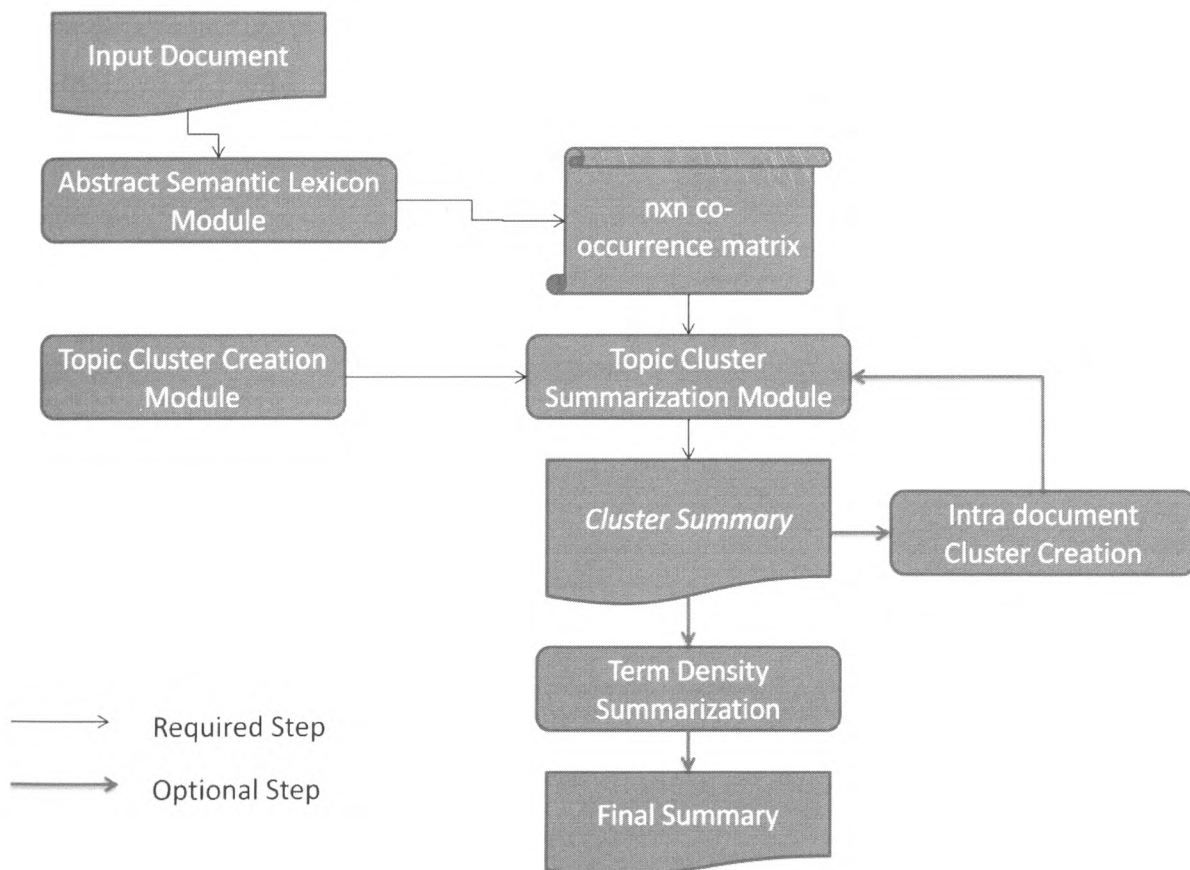 Input Document
Abstract Semantic Lexicon
Module
nxn co-
occurrence matrix
Topic Cluster Creation
Module
Topic Cluster
Summarization Module
Cluster Summary
Intra document
Cluster Creation
Term Density
Summarization
Required Step
Optional Step
Final Summary